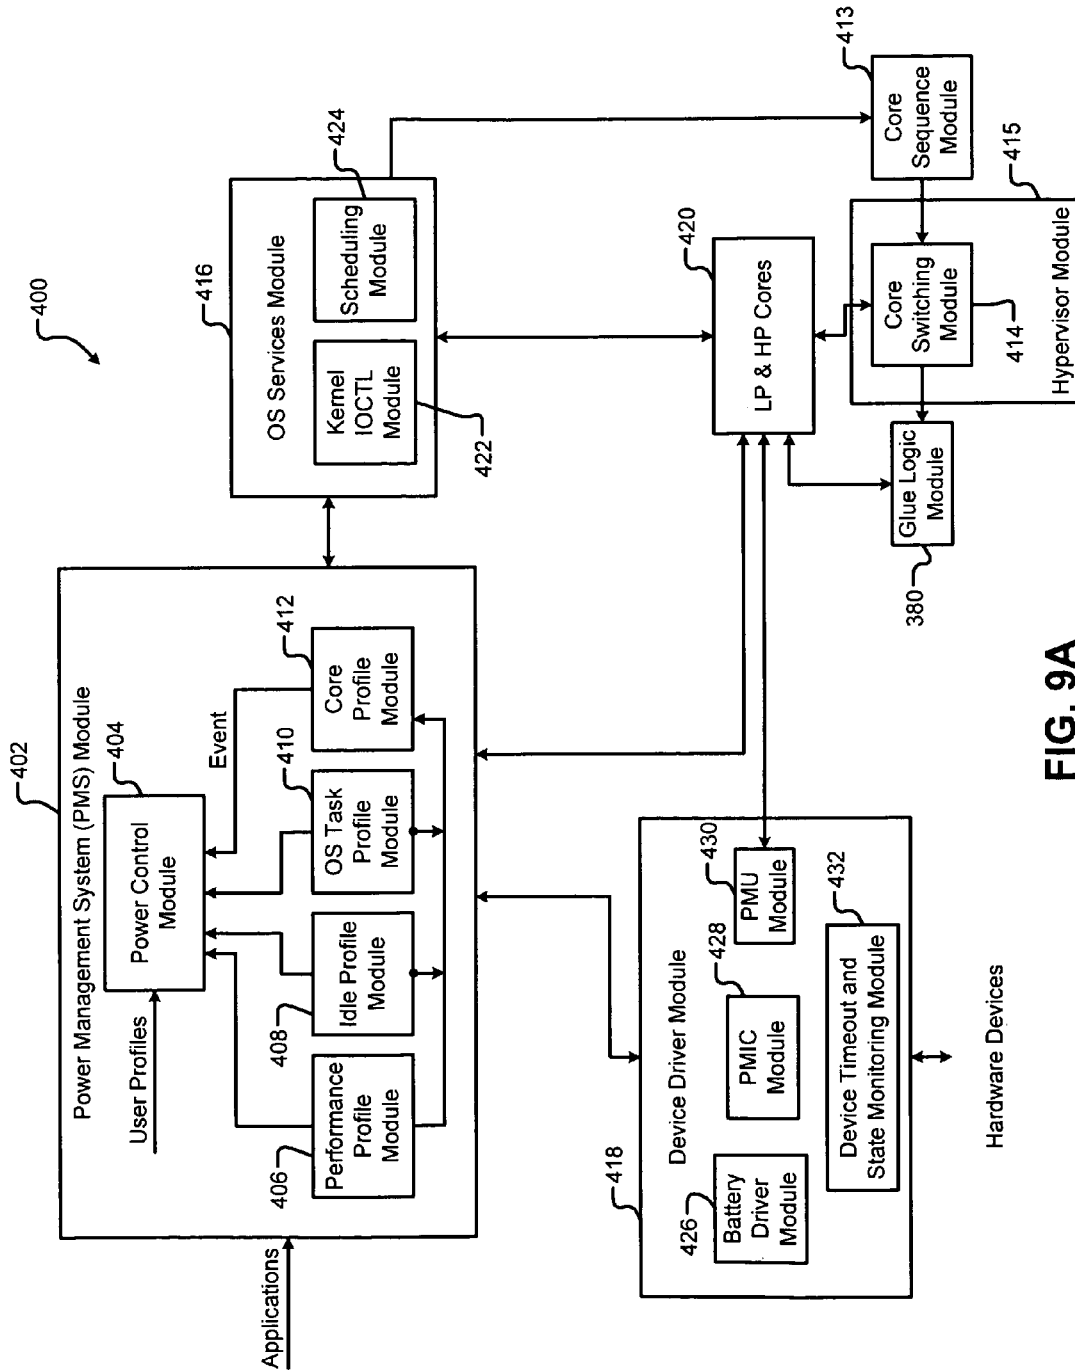 400
402
Power Management System (PMS) Module
404
Power Control
Module
User Profiles
Event
Applications
406
Performance
Profile
Module
408
Idle Profile
Module
410
OS Task
Profile
Module
412
Core
Profile
Module
416
OS Services Module
Kernel
IOCTL
Module
422
Scheduling
Module
424
418
Device Driver Module
426
Battery
Driver
Module
428
PMIC
Module
430
PMU
Module
432
Device Timeout and
State Monitoring Module
Hardware Devices
420
LP & HP Cores
380
Glue Logic
Module
Core
Switching
Module
414
Hypervisor Module
415
Core
Sequence
Module
413
FIG. 9A